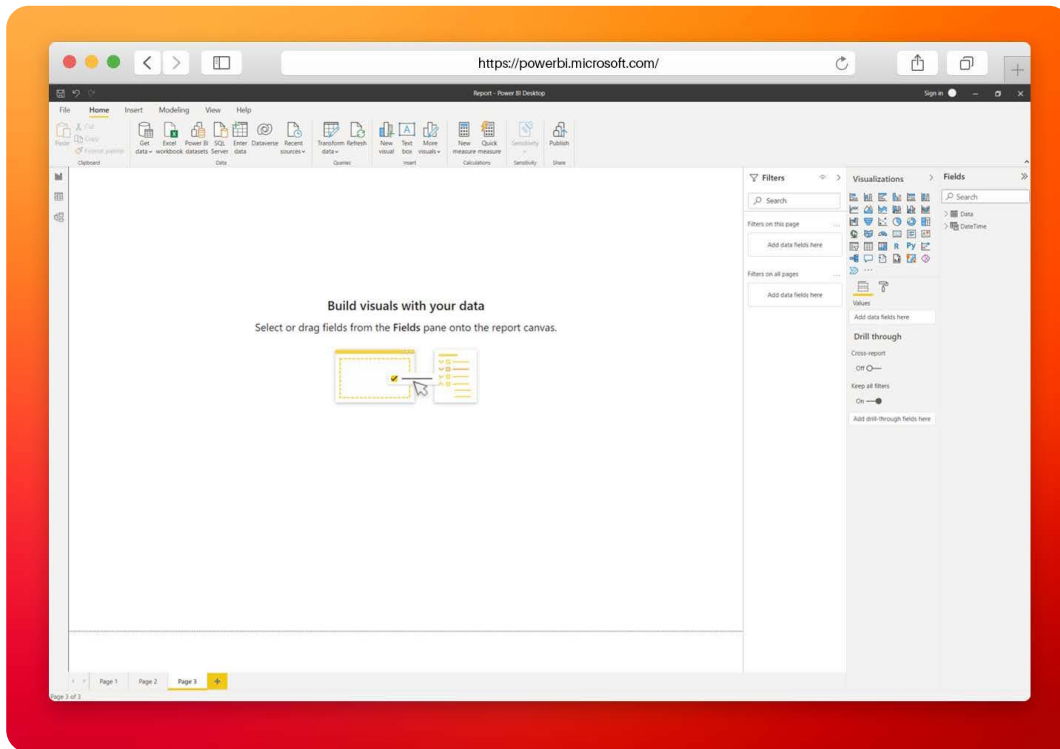 https://powerbi.microsoft.com/
Report - Power BI Desktop
Sign in
File Home Insert Modeling View Help
Paste
Cut
Copy
Format painter
Clipboard
Get data
Excel workbook
Power BI datasets
SQL Server
Enter data
Dataverse
Recent sources
Data
Transform data
Refresh
Queries
New visual
Text box
More visuals
Insert
New measure
Quick measure
Calculations
Sensitivity
Sensitivity
Publish
Share
Build visuals with your data
Select or drag fields from the Fields pane onto the report canvas.
Filters
Search
Filters on this page ...
Add data fields here
Filters on all pages ...
Add data fields here
Visualizations
R Py
...
Values
Add data fields here
Drill through
Cross-report
Off
Keep all filters
On
Add drill-through fields here
Fields
Search
Data
DateTime
Page 1 Page 2 Page 3 +
Page 3 of 3